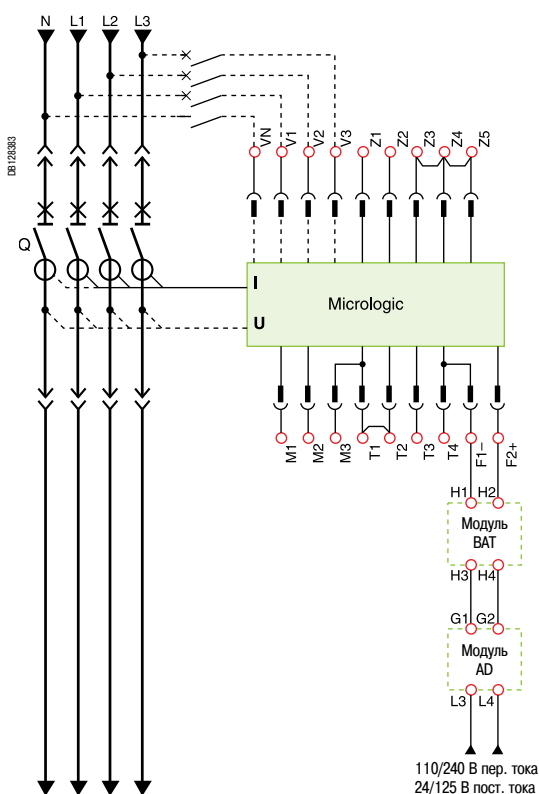 N L1 L2 L3
DB128383
VN V1 V2 V3 Z1 Z2 Z3 Z4 Z5
Q
I
Micrologic
U
M1 M2 M3 T1 T2 T3 T4 F1– F2+
H1 H2
Модуль
BAT
H3 H4
G1 G2
Модуль
AD
L3 L4
110/240 В пер. тока
24/125 В пост. тока